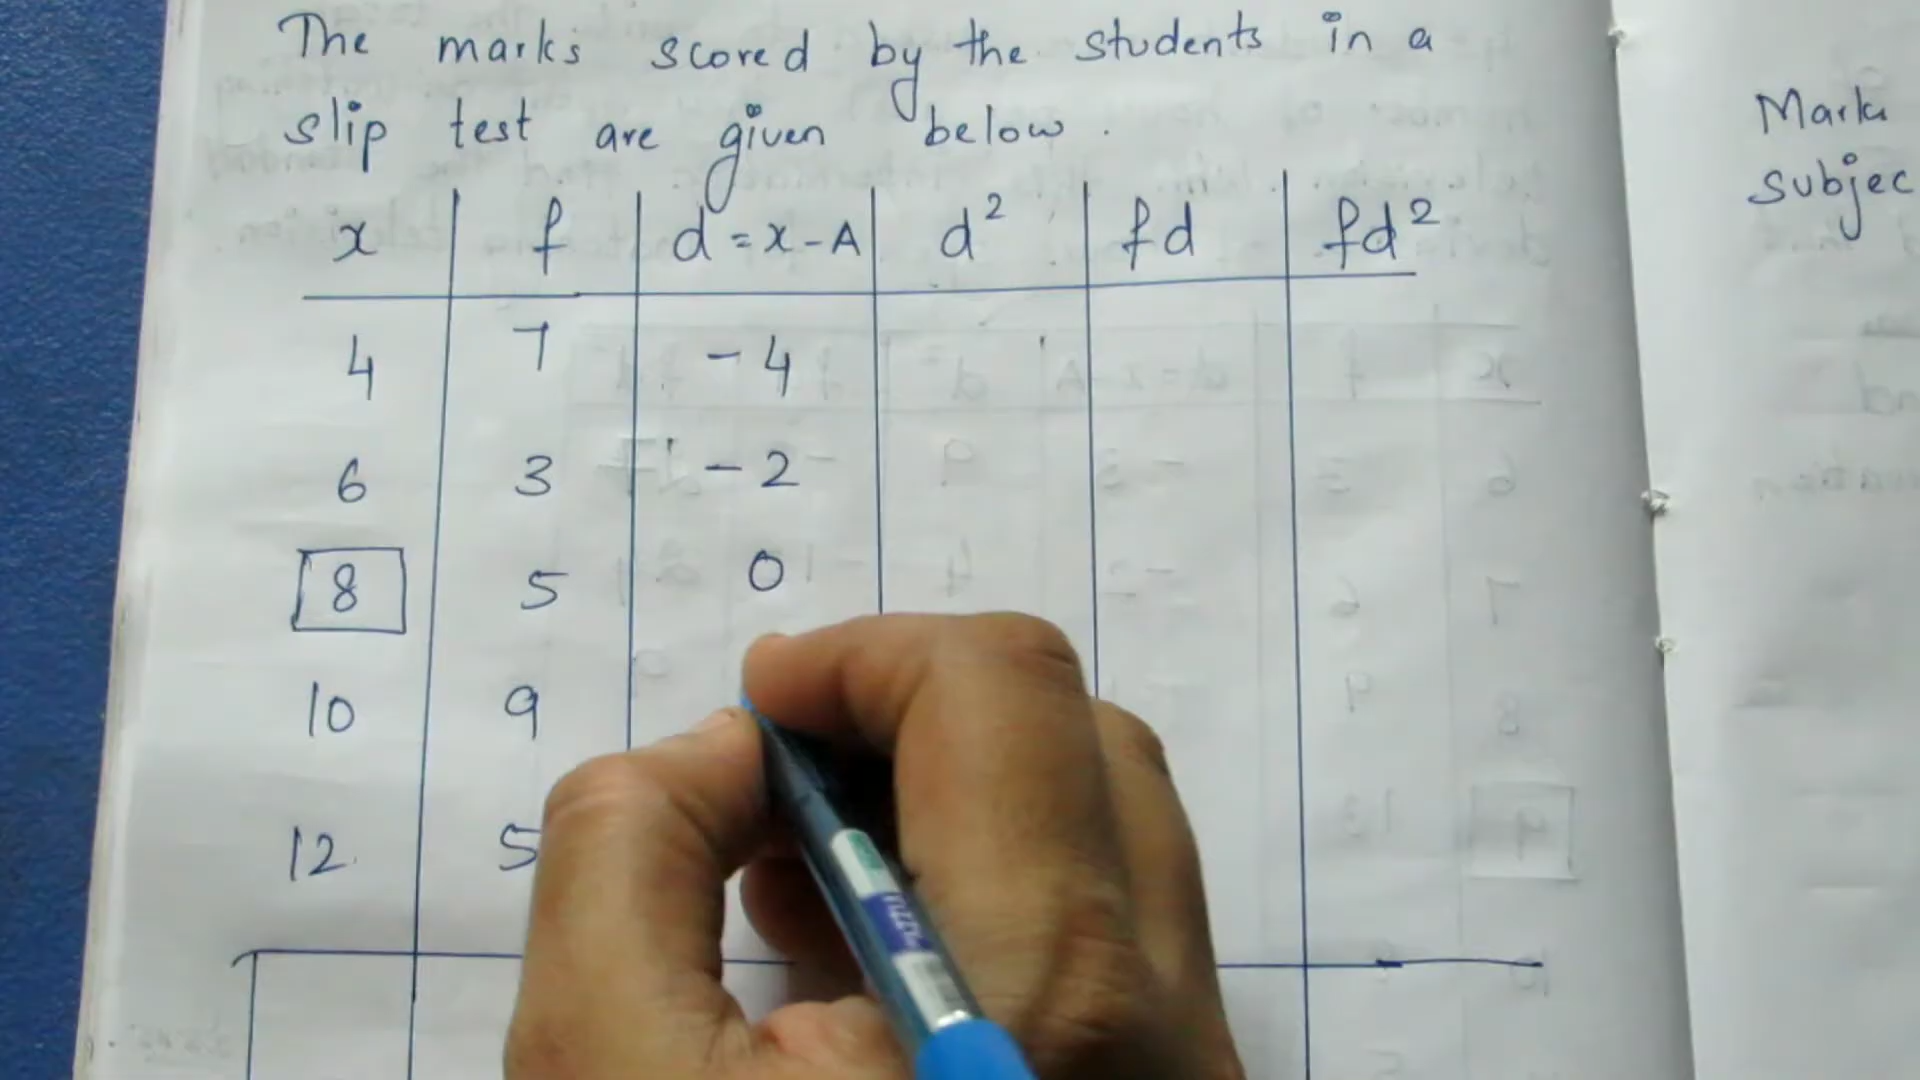 The marks scored by the students in a
slip test are given below.
x f d = x - A d² fd fd²
4 7 - 4
6 3 - 2
8 5 0
10 9
12 5
Mark
subjec